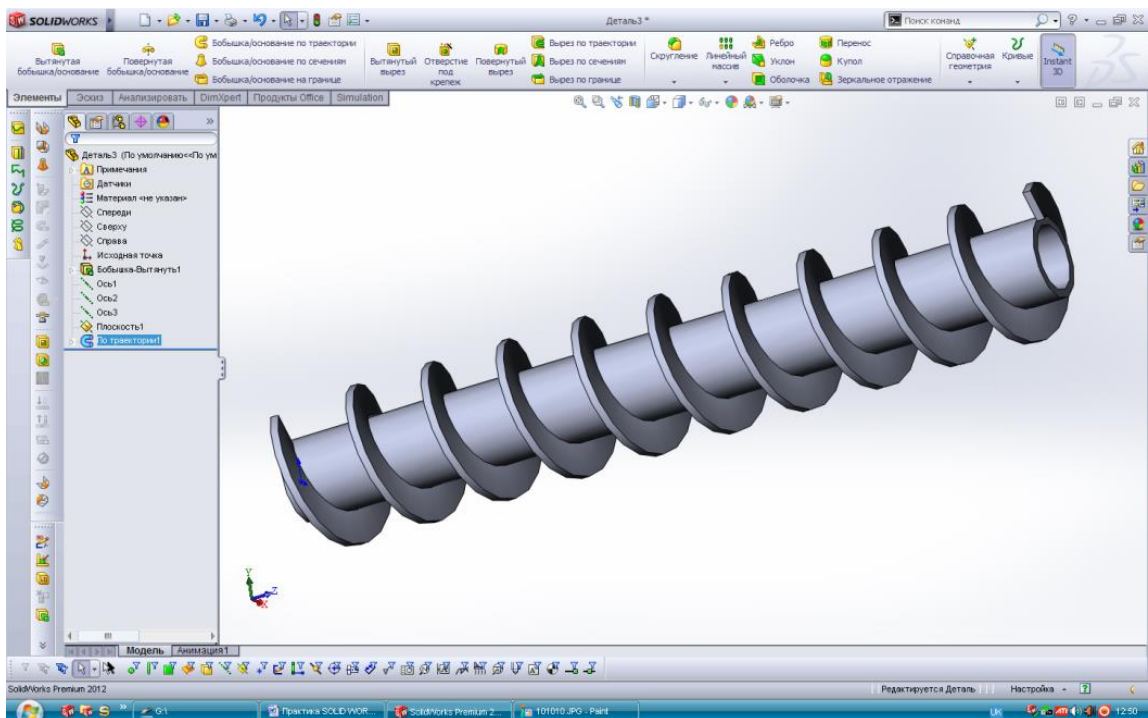 SOLIDWORKS
Деталь3 *
Поиск команд
Вытянутая бобышка/основание
Повернутая бобышка/основание
Бобышка/основание по траектории
Бобышка/основание по сечениям
Бобышка/основание на границе
Вытянутый вырез
Отверстие под крепеж
Повернутый вырез
Вырез по траектории
Вырез по сечениям
Вырез по границе
Скругление
Линейный массив
Ребро
Уклон
Оболочка
Перенос
Купол
Зеркальное отражение
Справочная геометрия
Кривые
Instant 3D
Элементы Эскиз Анализировать DimXpert Продукты Office Simulation
Деталь3 (По умолчанию<<По ум
Примечания
Датчики
Материал <не указан>
Спереди
Сверху
Справа
Исходная точка
Бобышка-Вытянуть1
Ось1
Ось2
Ось3
Плоскость1
По траектории1
Y
Z
X
Модель Анимация1
SolidWorks Premium 2012
Редактируется Деталь
Настройка
G:\
Практика SOLID WOR...
SolidWorks Premium 2...
101010.JPG - Paint
UK
12:50